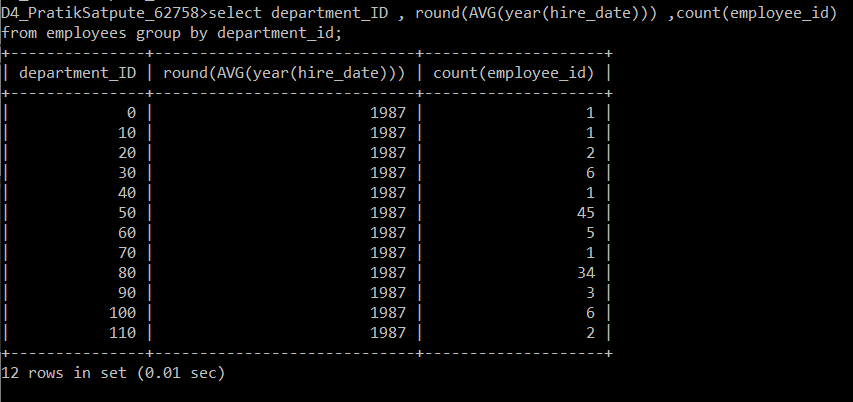 D4_PratikSatpute_62758>select department_ID , round(AVG(year(hire_date))) ,count(employee_id)
from employees group by department_id;
+---------------+-----------------------------+--------------------+
| department_ID | round(AVG(year(hire_date))) | count(employee_id) |
+---------------+-----------------------------+--------------------+
|             0 |                        1987 |                  1 |
|            10 |                        1987 |                  1 |
|            20 |                        1987 |                  2 |
|            30 |                        1987 |                  6 |
|            40 |                        1987 |                  1 |
|            50 |                        1987 |                 45 |
|            60 |                        1987 |                  5 |
|            70 |                        1987 |                  1 |
|            80 |                        1987 |                 34 |
|            90 |                        1987 |                  3 |
|           100 |                        1987 |                  6 |
|           110 |                        1987 |                  2 |
+---------------+-----------------------------+--------------------+
12 rows in set (0.01 sec)